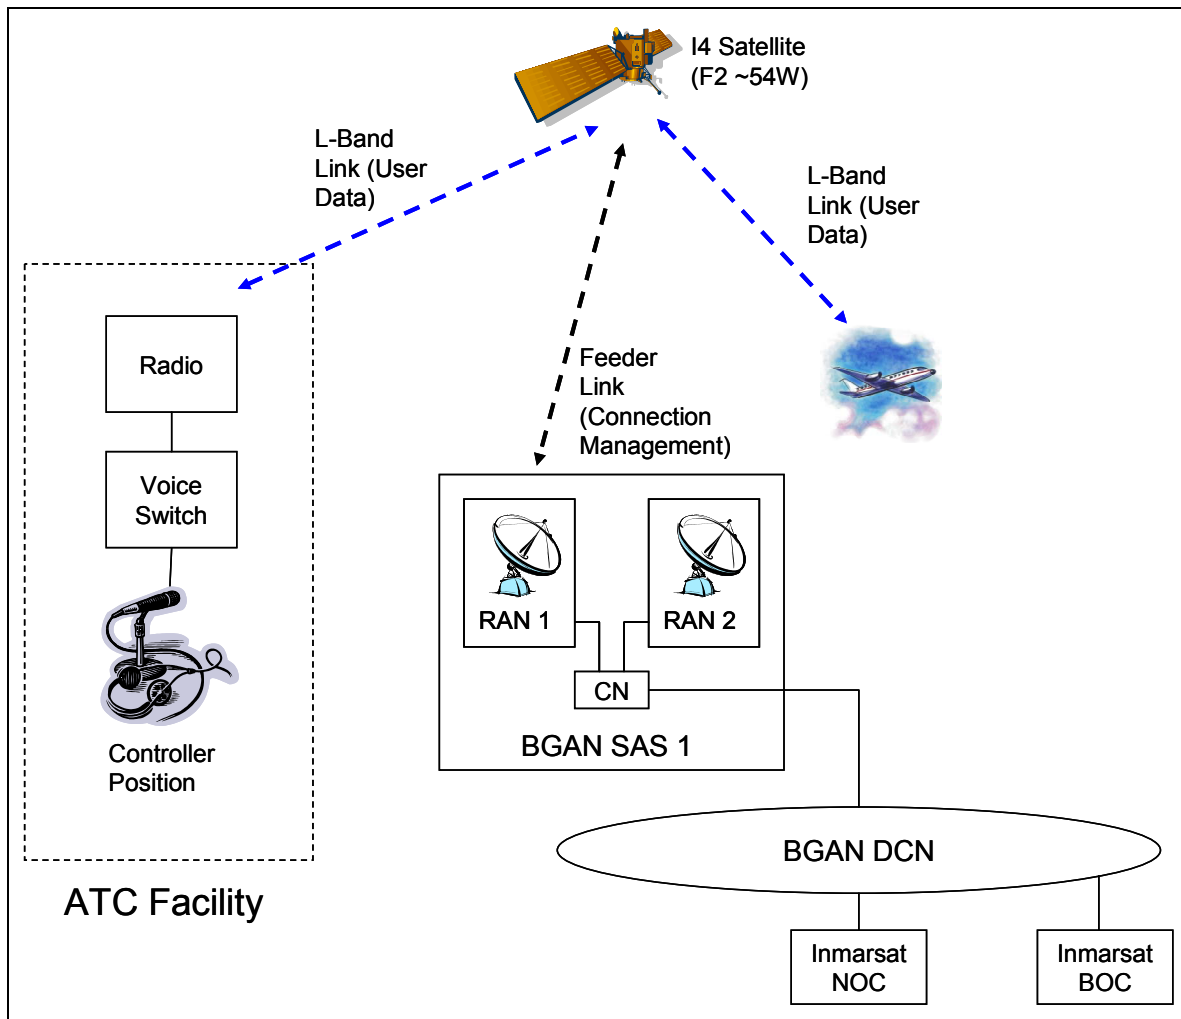 I4 Satellite
(F2 ~54W)
L-Band
Link (User
Data)
L-Band
Link (User
Data)
Radio
Voice
Switch
Controller
Position
ATC Facility
Feeder
Link
(Connection
Management)
RAN 1
RAN 2
CN
BGAN SAS 1
BGAN DCN
Inmarsat
NOC
Inmarsat
BOC